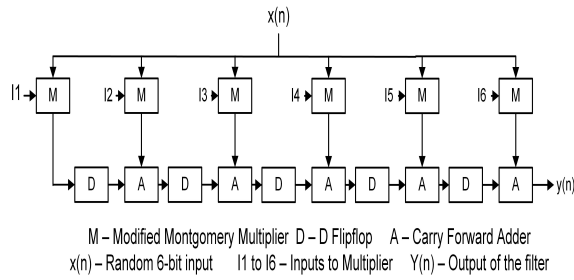 x(n)
I1 M I2 M I3 M I4 M I5 M I6 M
D A D A D A D A D A y(n)
M – Modified Montgomery Multiplier D – D Flipflop A – Carry Forward Adder
x(n) – Random 6-bit input I1 to I6 – Inputs to Multiplier Y(n) – Output of the filter